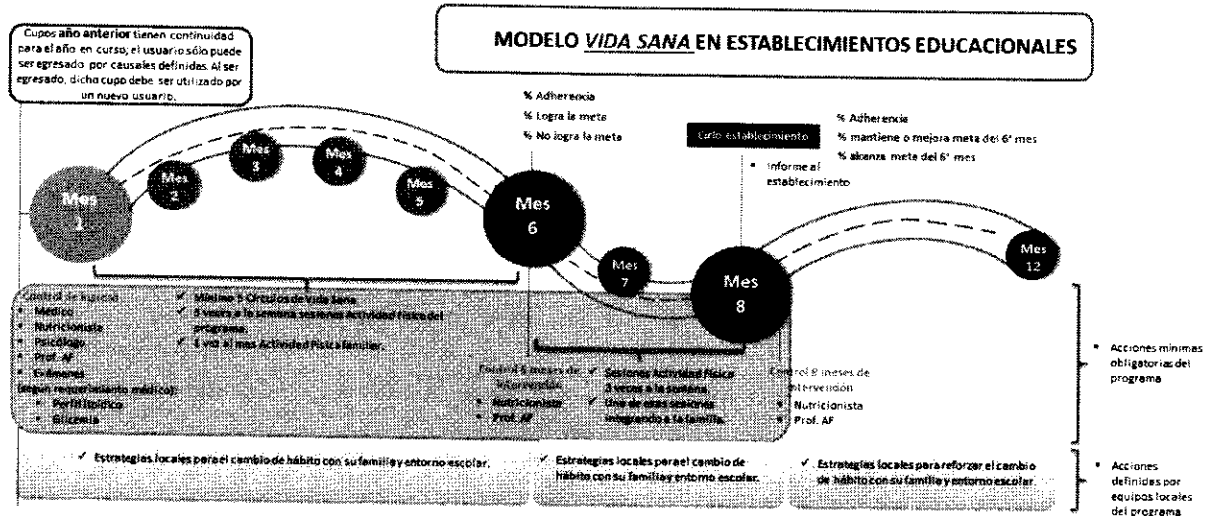 Cupos año anterior tienen continuidad
para el año en curso; el usuario sólo puede
ser egresado por causales definidas. Al ser
egresado, dicho cupo debe ser utilizado por
un nuevo usuario.
MODELO VIDA SANA EN ESTABLECIMIENTOS EDUCACIONALES
% Adherencia
% Logra la meta
% No logra la meta
Ciclo establecimiento
• Informe al
establecimiento
% Adherencia
% mantiene o mejora meta del 6° mes
% alcanza meta del 6° mes
Mes
1
Mes
2
Mes
3
Mes
4
Mes
5
Mes
6
Mes
7
Mes
8
Mes
12
Control de ingreso
• Médico
• Nutricionista
• Psicólogo
• Prof. AF
• Exámenes
(según requerimiento médico):
• Perfil lipídico
• Glicemia
✓ Mínimo 5 Círculos de Vida Sana
✓ 3 veces a la semana sesiones Actividad Física del
programa.
✓ 1 vez al mes Actividad Física familiar.
Control 6 meses de
intervención
• Nutricionista
• Prof. AF
✓ Sesiones Actividad Física
3 veces a la semana
✓ Una de estas sesiones
integrando a la familia.
Control 8 meses de
intervención
• Nutricionista
• Prof. AF
• Acciones mínimas
obligatorias del
programa
✓ Estrategias locales para el cambio de hábito con su familia y entorno escolar.
✓ Estrategias locales para el cambio de
hábito con su familia y entorno escolar.
✓ Estrategias locales para reforzar el cambio
de hábito con su familia y entorno escolar
• Acciones
definidas por
equipos locales
del programa